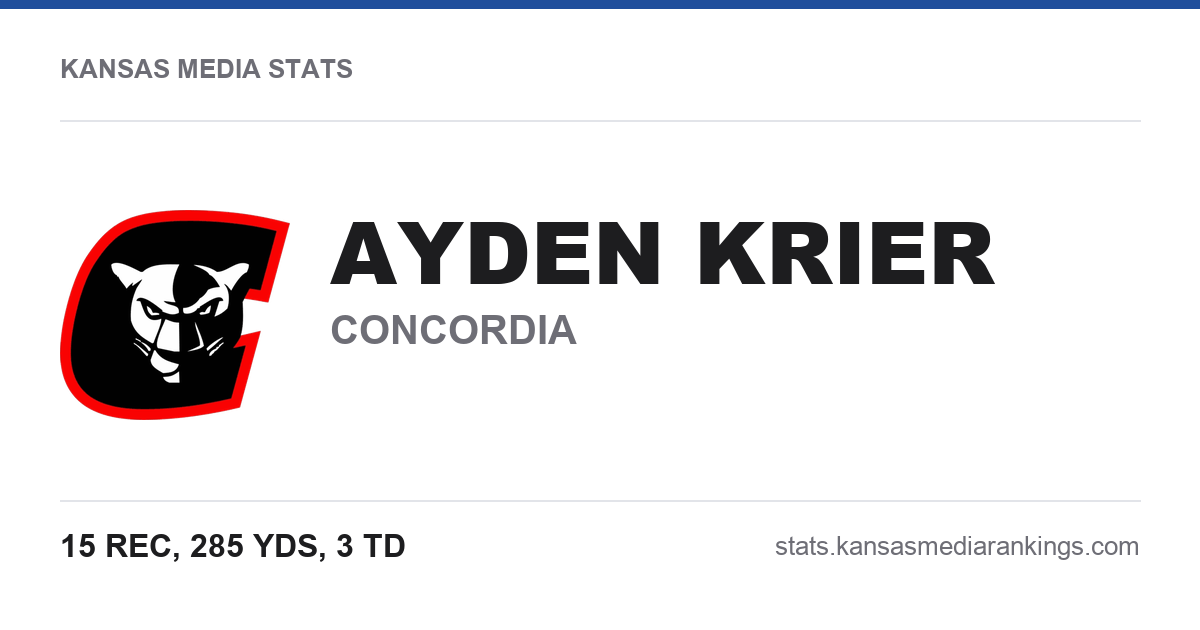 KANSAS MEDIA STATS
AYDEN KRIER
CONCORDIA
15 REC, 285 YDS, 3 TD
stats.kansasmediarankings.com